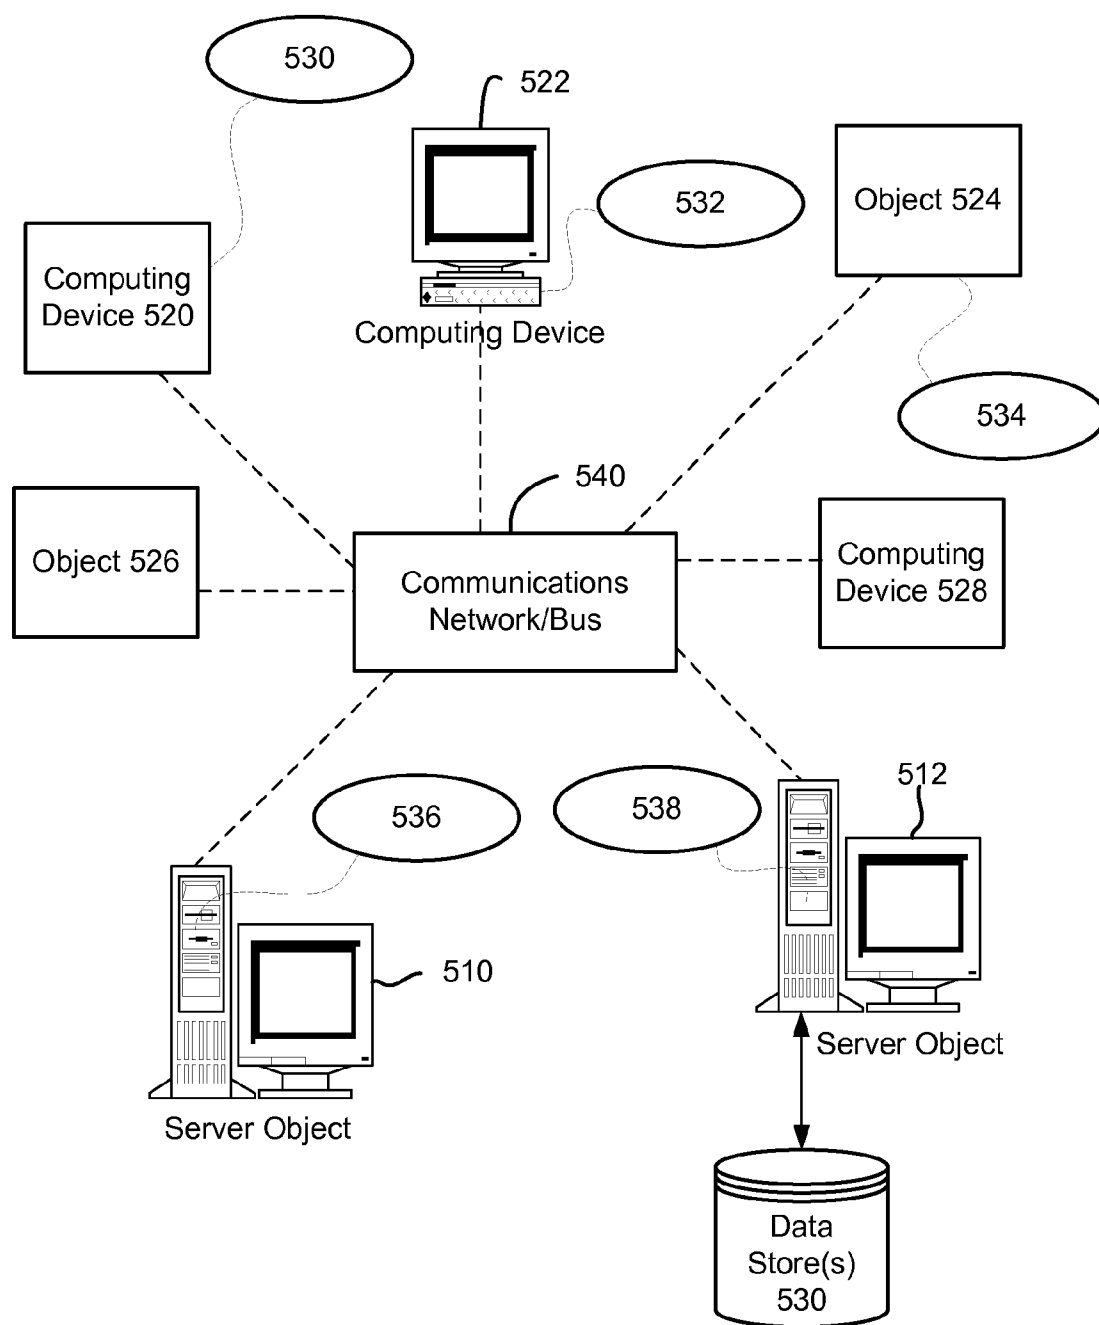 530
522
532
Object 524
Computing
Device 520
Computing Device
534
540
Object 526
Communications
Network/Bus
Computing
Device 528
536
538
512
510
Server Object
Server Object
Data
Store(s)
530